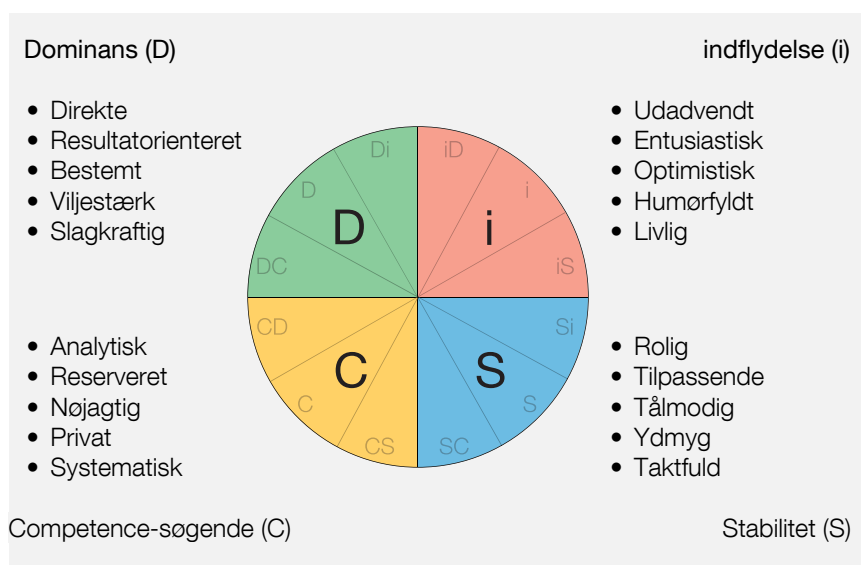 Dominans (D)
indflydelse (i)
• Direkte
• Resultatorienteret
• Bestemt
• Viljestærk
• Slagkraftig
• Udadvendt
• Entusiastisk
• Optimistisk
• Humørfyldt
• Livlig
Di
iD
D
i
D
i
DC
iS
CD
Si
C
S
C
S
CS
SC
• Analytisk
• Reserveret
• Nøjagtig
• Privat
• Systematisk
• Rolig
• Tilpassende
• Tålmodig
• Ydmyg
• Taktfuld
Competence-søgende (C)
Stabilitet (S)